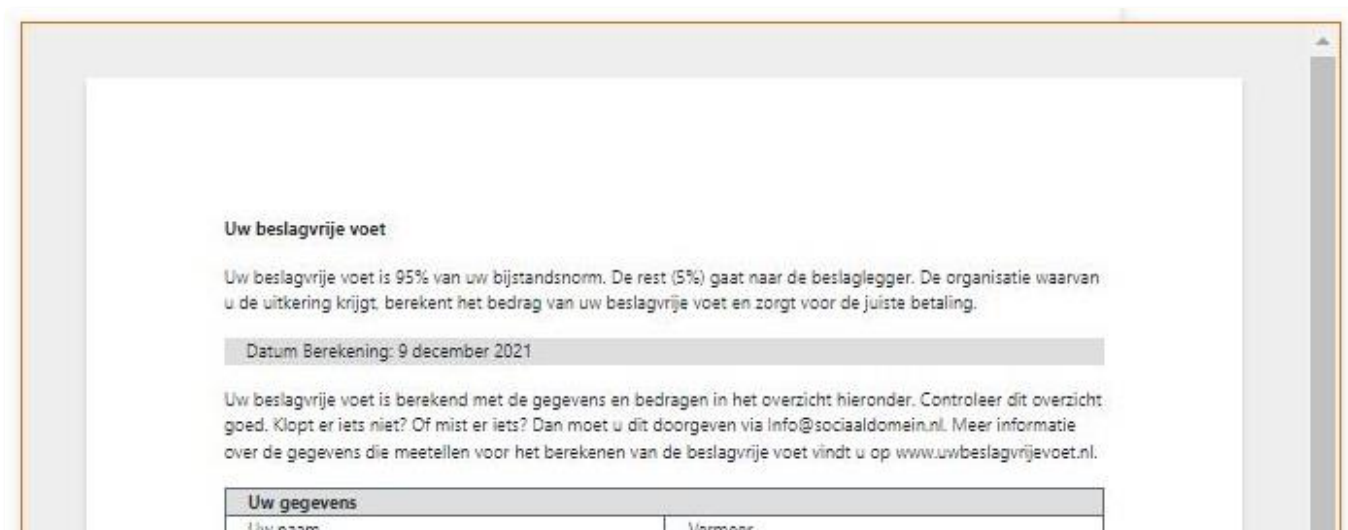 Uw beslagvrije voet
Uw beslagvrije voet is 95% van uw bijstandsnorm. De rest (5%) gaat naar de beslaglegger. De organisatie waarvan
u de uitkering krijgt, berekent het bedrag van uw beslagvrije voet en zorgt voor de juiste betaling.
Datum Berekening: 9 december 2021
Uw beslagvrije voet is berekend met de gegevens en bedragen in het overzicht hieronder. Controleer dit overzicht
goed. Klopt er iets niet? Of mist er iets? Dan moet u dit doorgeven via Info@sociaaldomein.nl. Meer informatie
over de gegevens die meetellen voor het berekenen van de beslagvrije voet vindt u op www.uwbeslagvrijevoet.nl.
Uw gegevens
Uw naam Vermeer